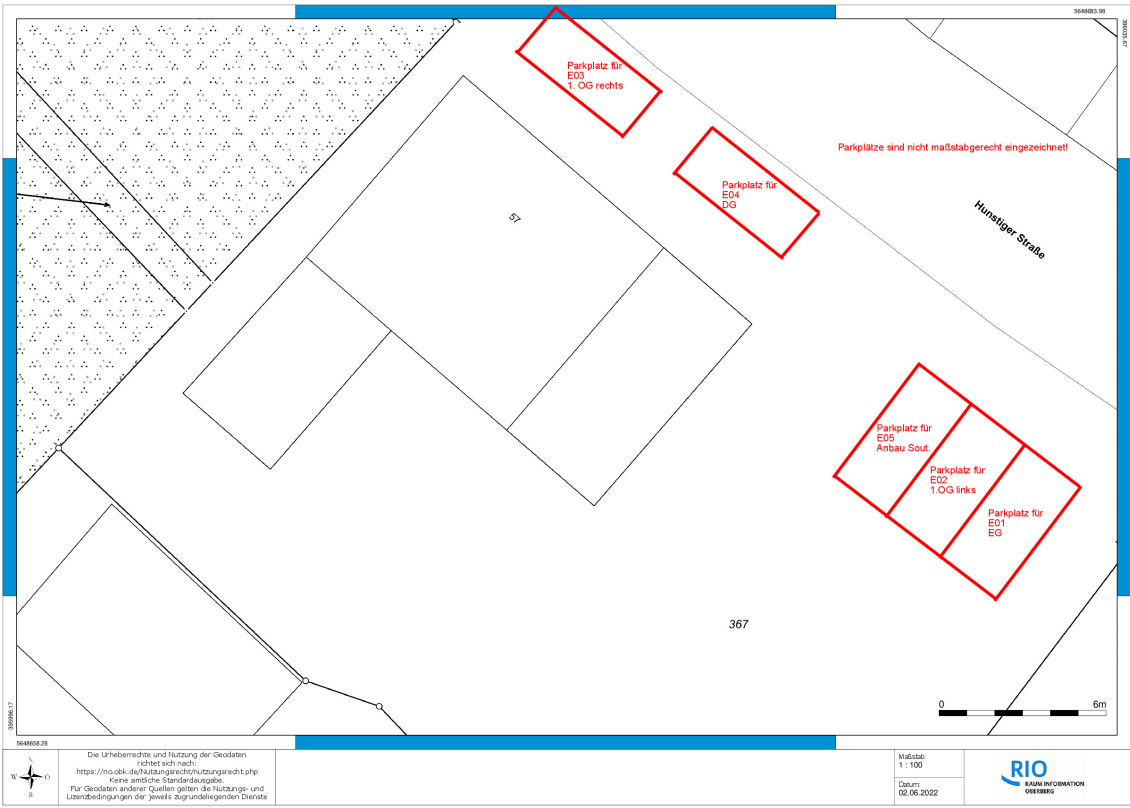 5648683.98
396035.67
Parkplatz für
E03
1. OG rechts
Parkplätze sind nicht maßstabgerecht eingezeichnet!
Parkplatz für
E04
DG
57
Hunstiger Straße
Parkplatz für
E05
Anbau Sout.
Parkplatz für
E02
1.OG links
Parkplatz für
E01
EG
367
0 6m
395996.17
5648658.28
N
W O
S
Die Urheberrechte und Nutzung der Geodaten
richtet sich nach:
https://rio.obk.de/Nutzungsrecht/nutzungsrecht.php
Keine amtliche Standardausgabe.
Für Geodaten anderer Quellen gelten die Nutzungs- und
Lizenzbedingungen der jeweils zugrundeliegenden Dienste
Maßstab:
1 : 100
Datum:
02.06.2022
RIO
RAUM INFORMATION
OBERBERG